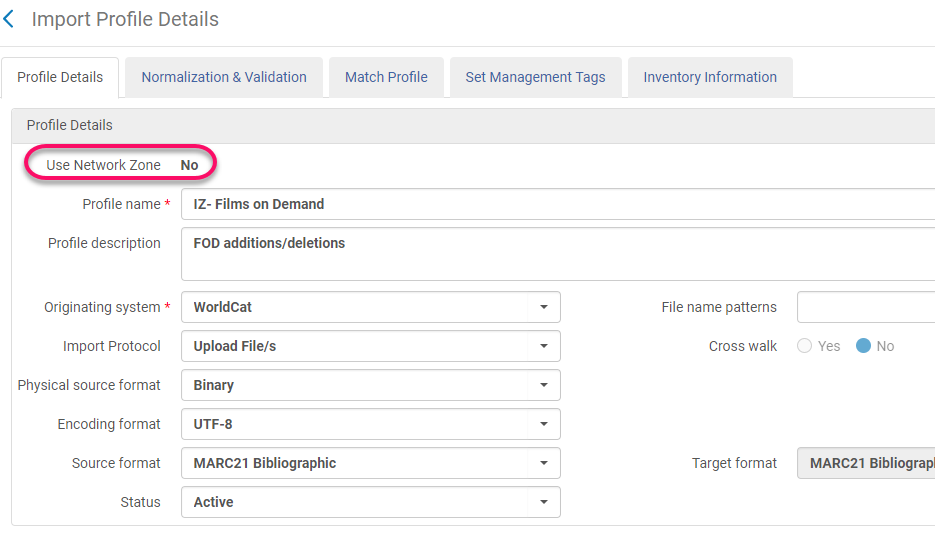 Import Profile Details
Profile Details Normalization & Validation Match Profile Set Management Tags Inventory Information
Profile Details
Use Network Zone No
Profile name * IZ- Films on Demand
Profile description FOD additions/deletions
Originating system * WorldCat File name patterns
Import Protocol Upload File/s Cross walk Yes No
Physical source format Binary
Encoding format UTF-8
Source format MARC21 Bibliographic Target format MARC21 Bibliograp
Status Active